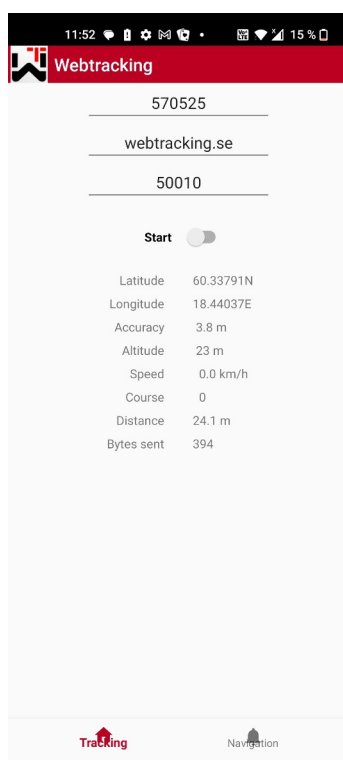 11:52 15 %
Webtracking
570525
webtracking.se
50010
Start
Latitude 60.33791N
Longitude 18.44037E
Accuracy 3.8 m
Altitude 23 m
Speed 0.0 km/h
Course 0
Distance 24.1 m
Bytes sent 394
Tracking Navigation